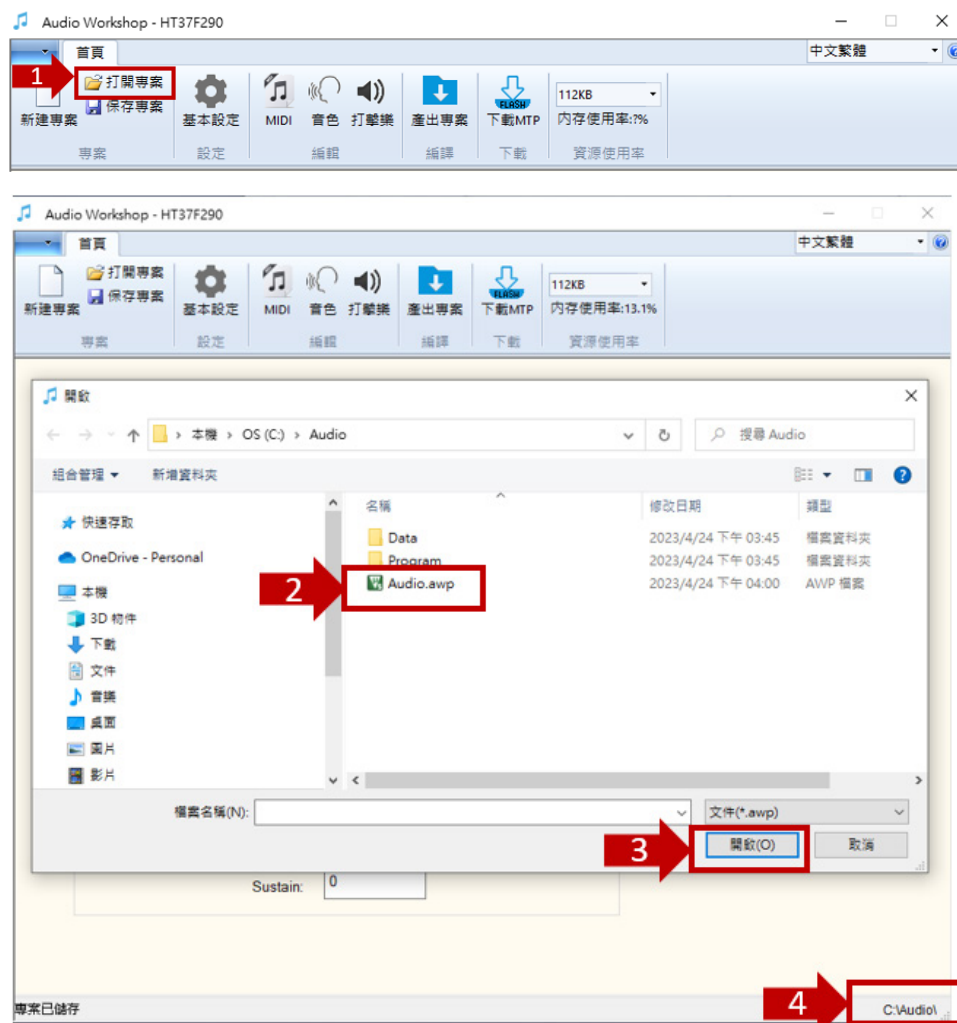 Audio Workshop - HT37F290
首頁
中文繁體
1
打開專案
保存專案
新建專案
基本設定
MIDI
音色
打擊樂
產出專案
FLASH
下載MTP
112KB
內存使用率:?%
專案
設定
編輯
編譯
下載
資源使用率
Audio Workshop - HT37F290
首頁
中文繁體
打開專案
保存專案
新建專案
基本設定
MIDI
音色
打擊樂
產出專案
FLASH
下載MTP
112KB
內存使用率:13.1%
專案
設定
編輯
編譯
下載
資源使用率
開啟
本機 › OS (C:) › Audio
搜尋 Audio
組合管理
新增資料夾
名稱
修改日期
類型
快速存取
OneDrive - Personal
本機
3D 物件
下載
文件
音樂
桌面
圖片
影片
Data
2023/4/24 下午 03:45
檔案資料夾
Program
2023/4/24 下午 03:45
檔案資料夾
2
Audio.awp
2023/4/24 下午 04:00
AWP 檔案
檔案名稱(N):
文件(*.awp)
3
開啟(O)
取消
Sustain:
0
專案已儲存
4
C:\Audio\